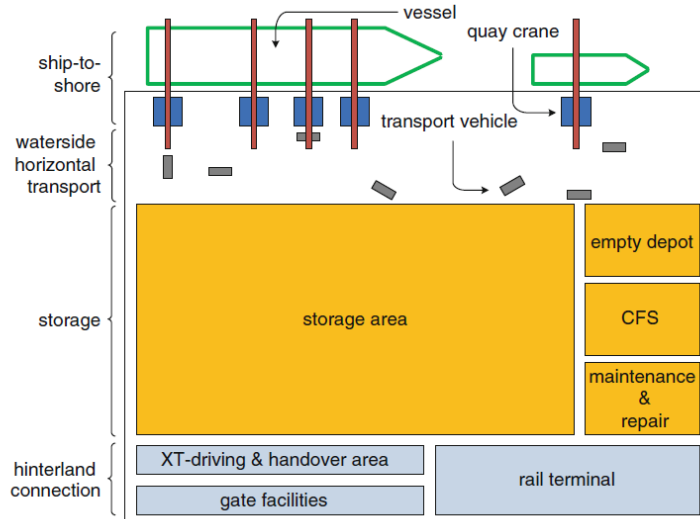 vessel
quay crane
ship-to-
shore
transport vehicle
waterside
horizontal
transport
empty depot
storage
storage area
CFS
maintenance
&
repair
hinterland
connection
XT-driving & handover area
gate facilities
rail terminal